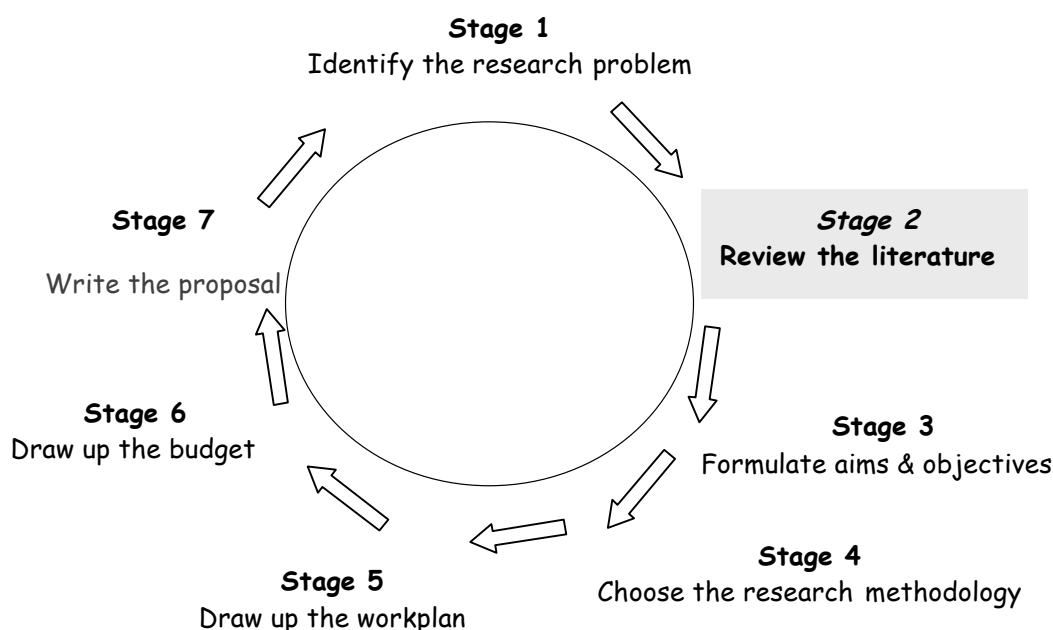 Stage 1
Identify the research problem
Stage 2
Review the literature
Stage 3
Formulate aims & objectives
Stage 4
Choose the research methodology
Stage 5
Draw up the workplan
Stage 6
Draw up the budget
Stage 7
Write the proposal